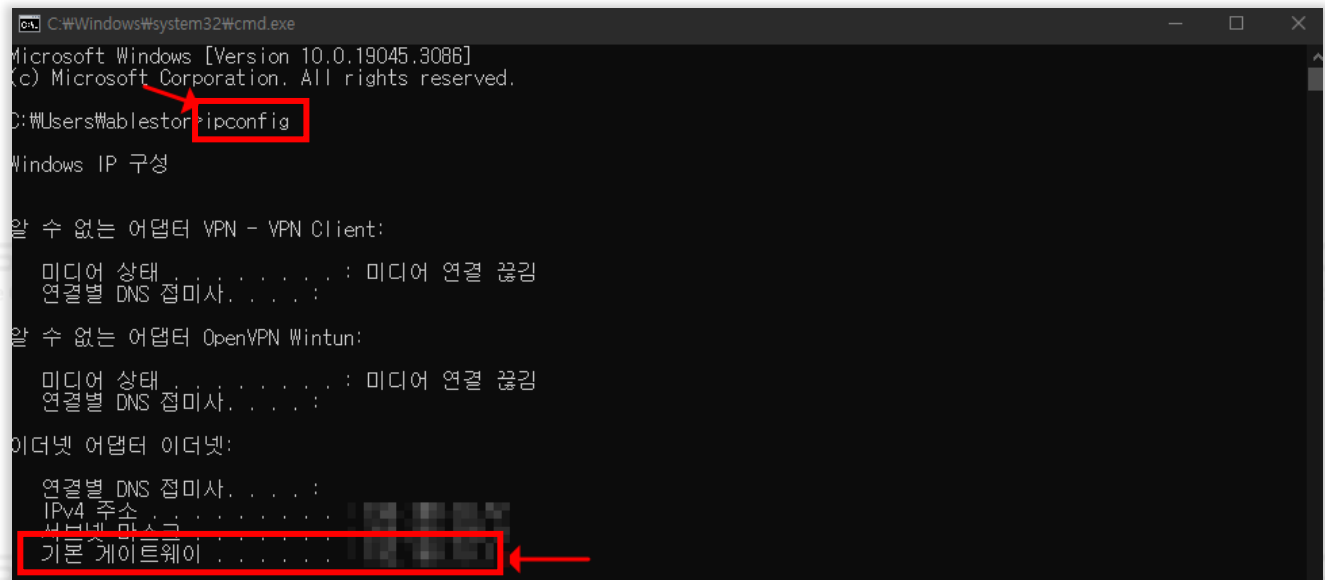 C:₩Windows₩system32₩cmd.exe
Microsoft Windows [Version 10.0.19045.3086]
(c) Microsoft Corporation. All rights reserved.
C:₩Users₩ablestor>ipconfig
Windows IP 구성
알 수 없는 어댑터 VPN - VPN Client:
미디어 상태 . . . . . . . . : 미디어 연결 끊김
연결별 DNS 접미사. . . . :
알 수 없는 어댑터 OpenVPN Wintun:
미디어 상태 . . . . . . . . : 미디어 연결 끊김
연결별 DNS 접미사. . . . :
이더넷 어댑터 이더넷:
연결별 DNS 접미사. . . . :
IPv4 주소 . . . . . . . . .
서브넷 마스크 . . . . . . .
기본 게이트웨이 . . . . . .